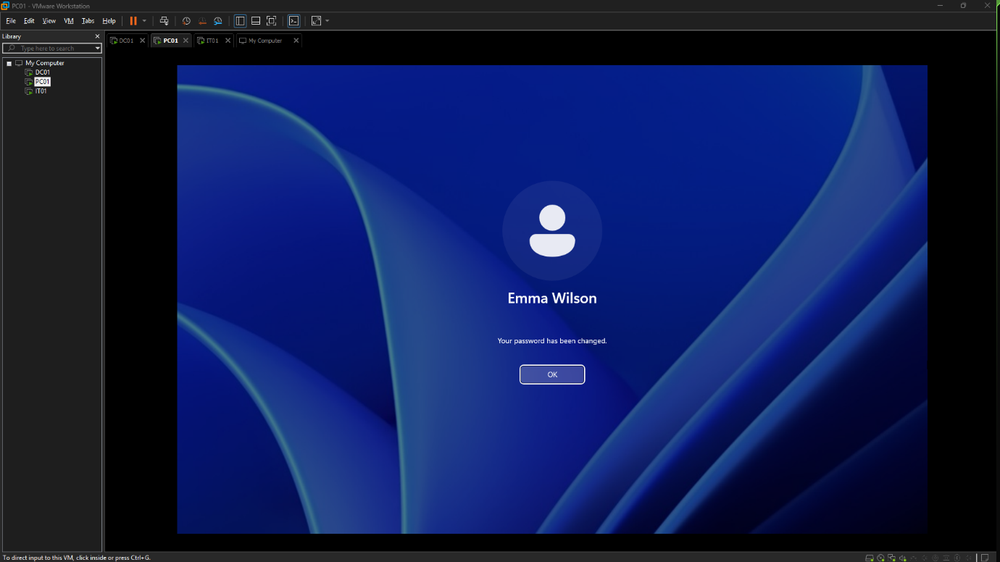 PC01 - VMware Workstation
File Edit View VM Tabs Help
Library
Type here to search
My Computer
DC01
PC01
IT01
DC01 PC01 IT01 My Computer
Emma Wilson
Your password has been changed.
OK
To direct input to this VM, click inside or press Ctrl+G.